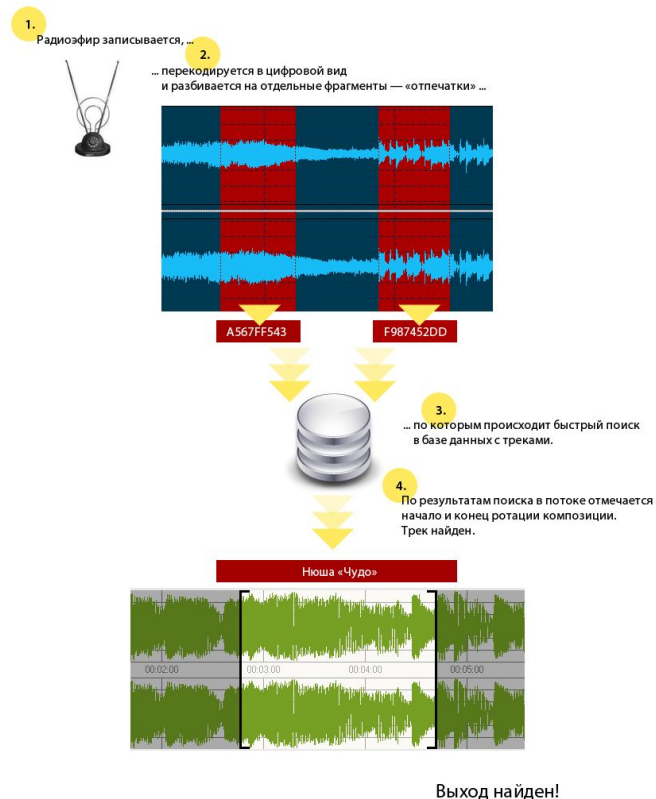 1.
Радиоэфир записывается, ...
2.
... перекодируется в цифровой вид
и разбивается на отдельные фрагменты — «отпечатки» ...
A567FF543
F987452DD
3.
... по которым происходит быстрый поиск
в базе данных с треками.
4.
По результатам поиска в потоке отмечается
начало и конец ротации композиции.
Трек найден.
Нюша «Чудо»
00:02:00
00:03:00
00:04:00
00:05:00
Выход найден!